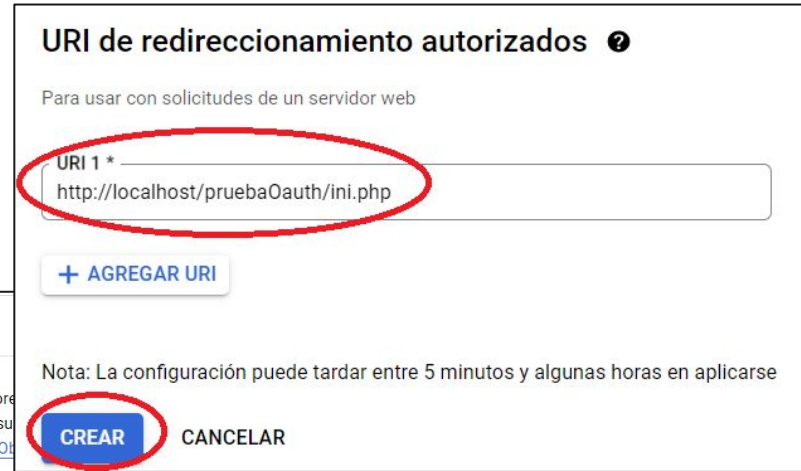 URI de redireccionamiento autorizados ?
Para usar con solicitudes de un servidor web
URI 1 *
http://localhost/pruebaOauth/ini.php
+ AGREGAR URI
Nota: La configuración puede tardar entre 5 minutos y algunas horas en aplicarse
CREAR CANCELAR